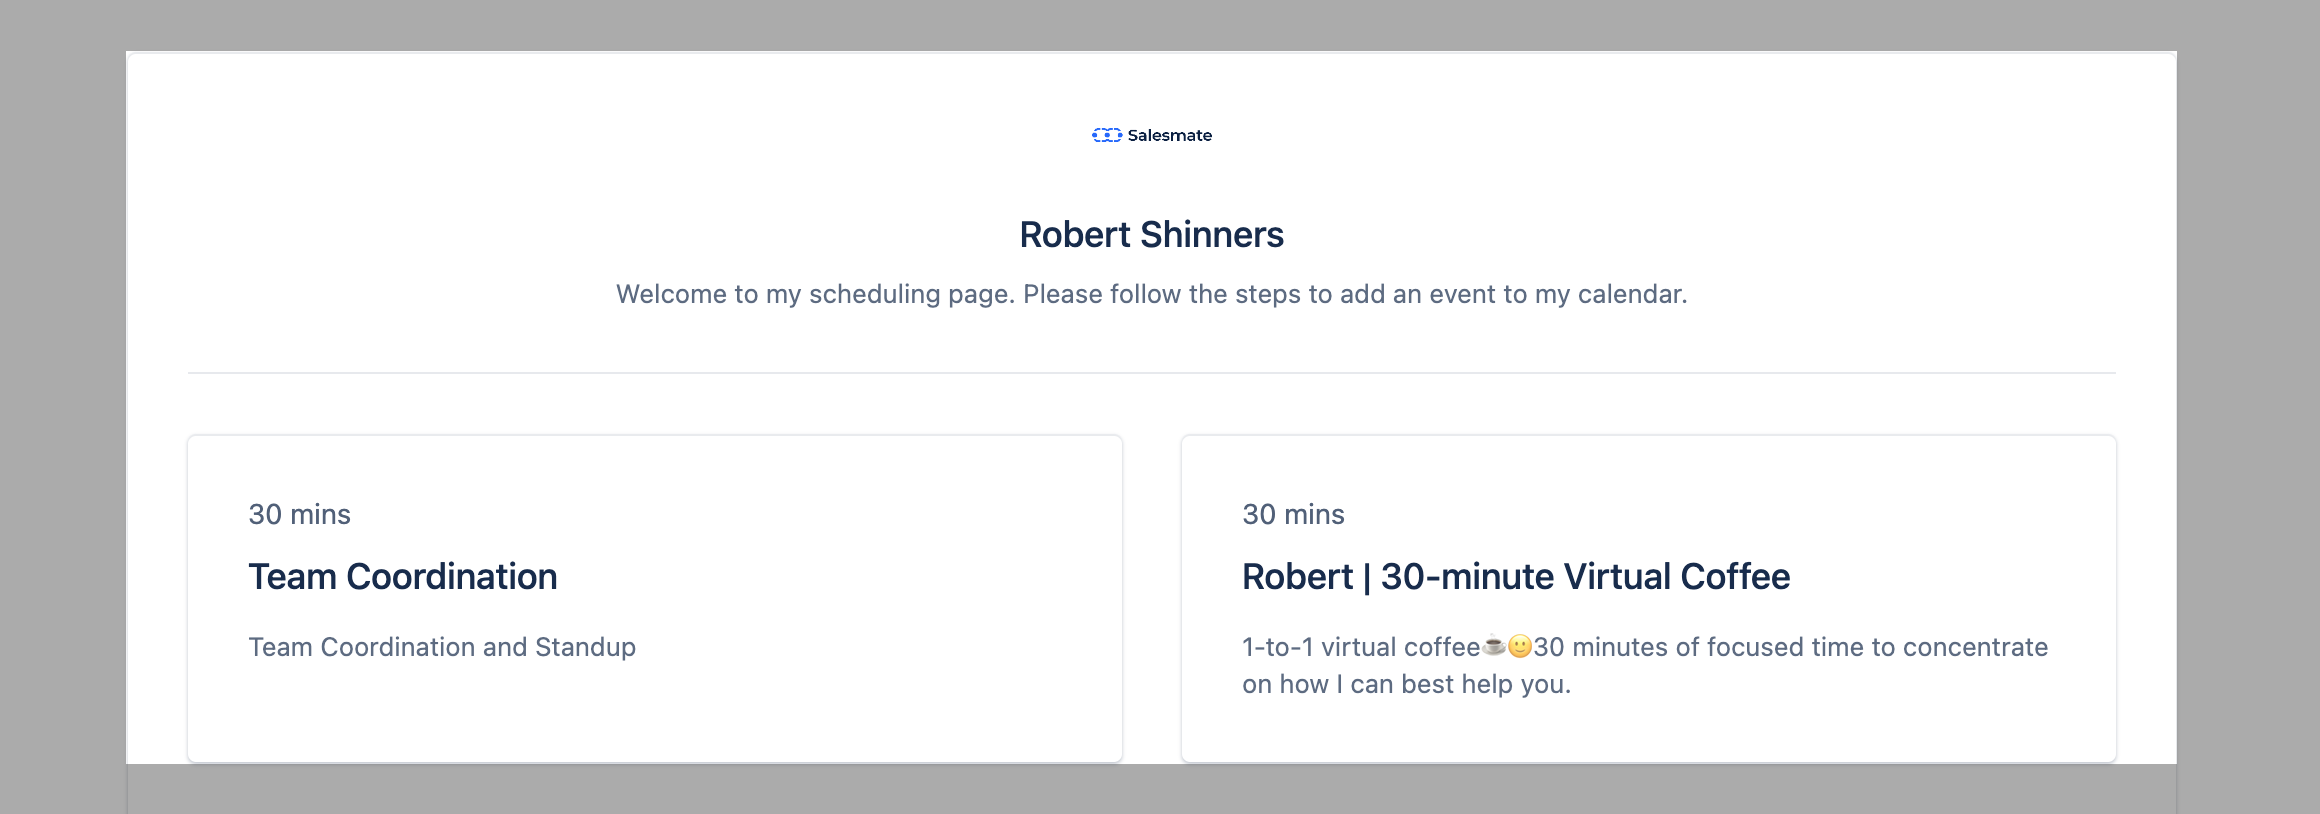 Salesmate
Robert Shinners
Welcome to my scheduling page. Please follow the steps to add an event to my calendar.
30 mins
Team Coordination
Team Coordination and Standup
30 mins
Robert | 30-minute Virtual Coffee
1-to-1 virtual coffee☕🙂30 minutes of focused time to concentrate
on how I can best help you.